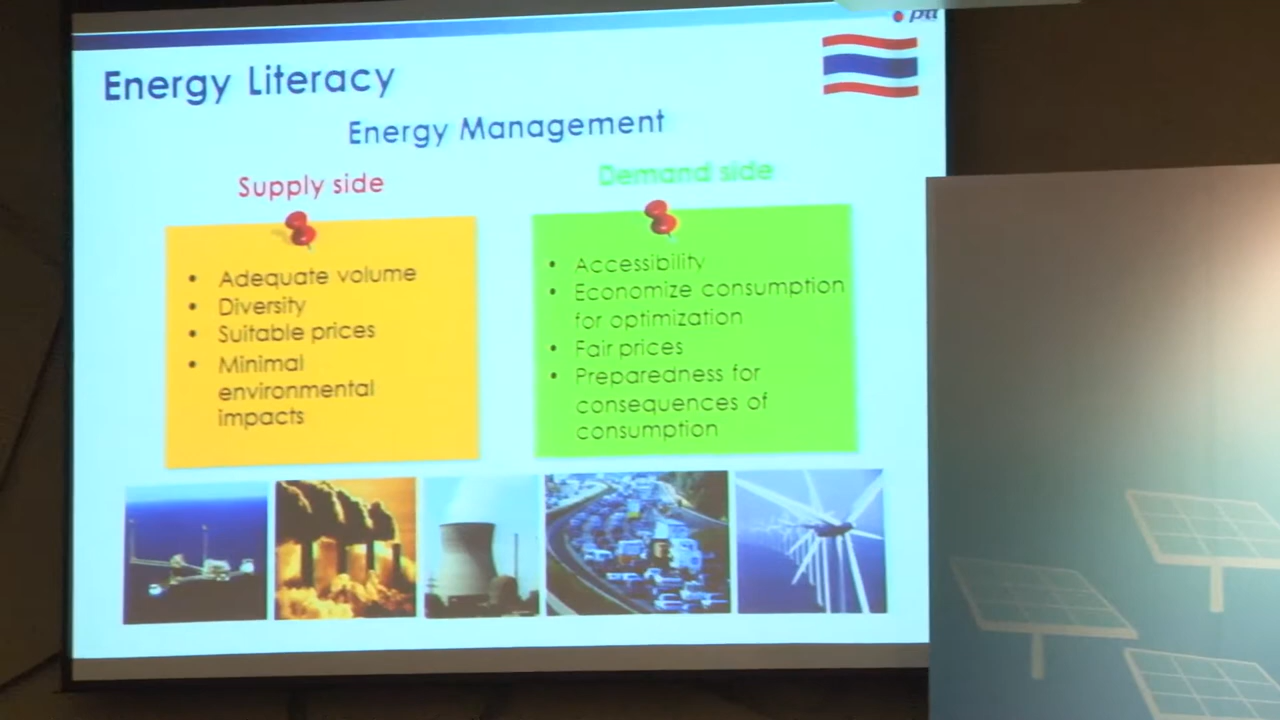 ptt
Energy Literacy
Energy Management
Supply side
• Adequate volume
• Diversity
• Suitable prices
• Minimal
environmental
impacts
Demand side
• Accessibility
• Economize consumption
for optimization
• Fair prices
• Preparedness for
consequences of
consumption